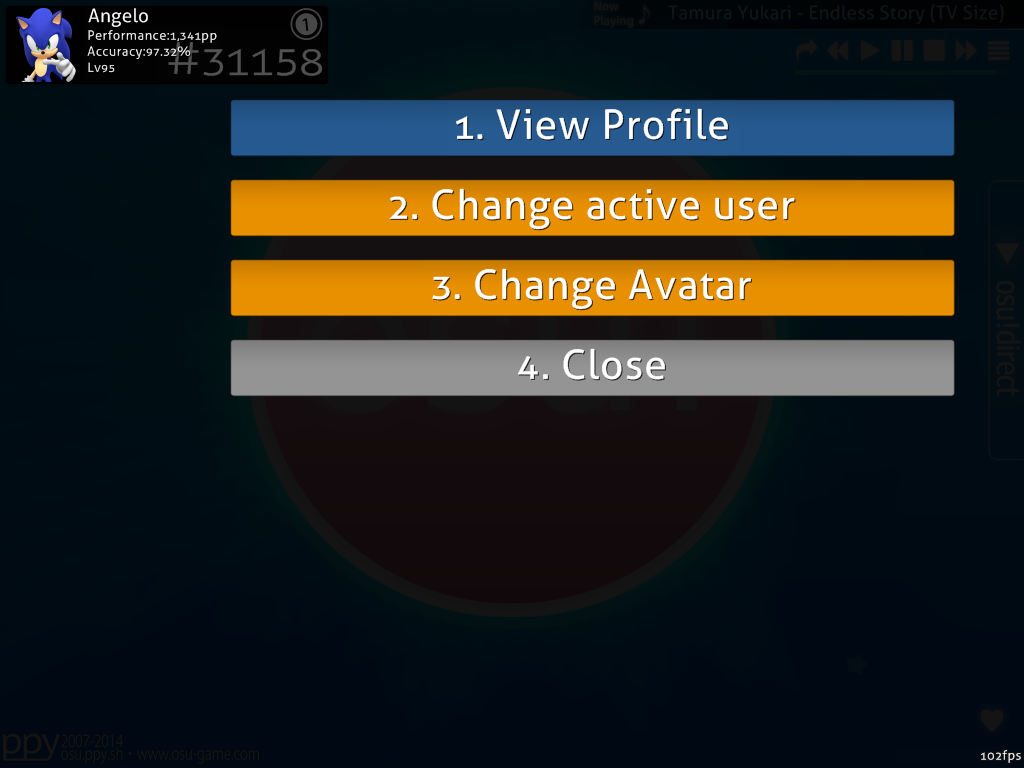 Angelo
Performance:1,341pp
Accuracy:97.32%
Lv95
#31158
1
Now
Playing
Tamura Yukari - Endless Story (TV Size)
1. View Profile
2. Change active user
3. Change Avatar
4. Close
osu!direct
ppy
2007-2014
osu.ppy.sh • www.osu-game.com
102fps